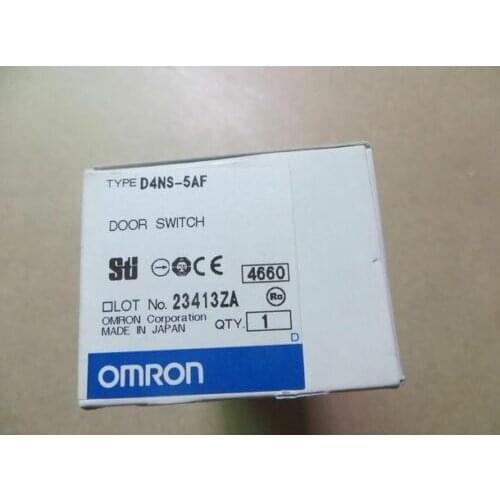 TYPE D4NS-5AF
DOOR SWITCH
Sti CE 4660
LOT No. 23413ZA Ro
OMRON Corporation
MADE IN JAPAN QTY. 1
D
OMRON